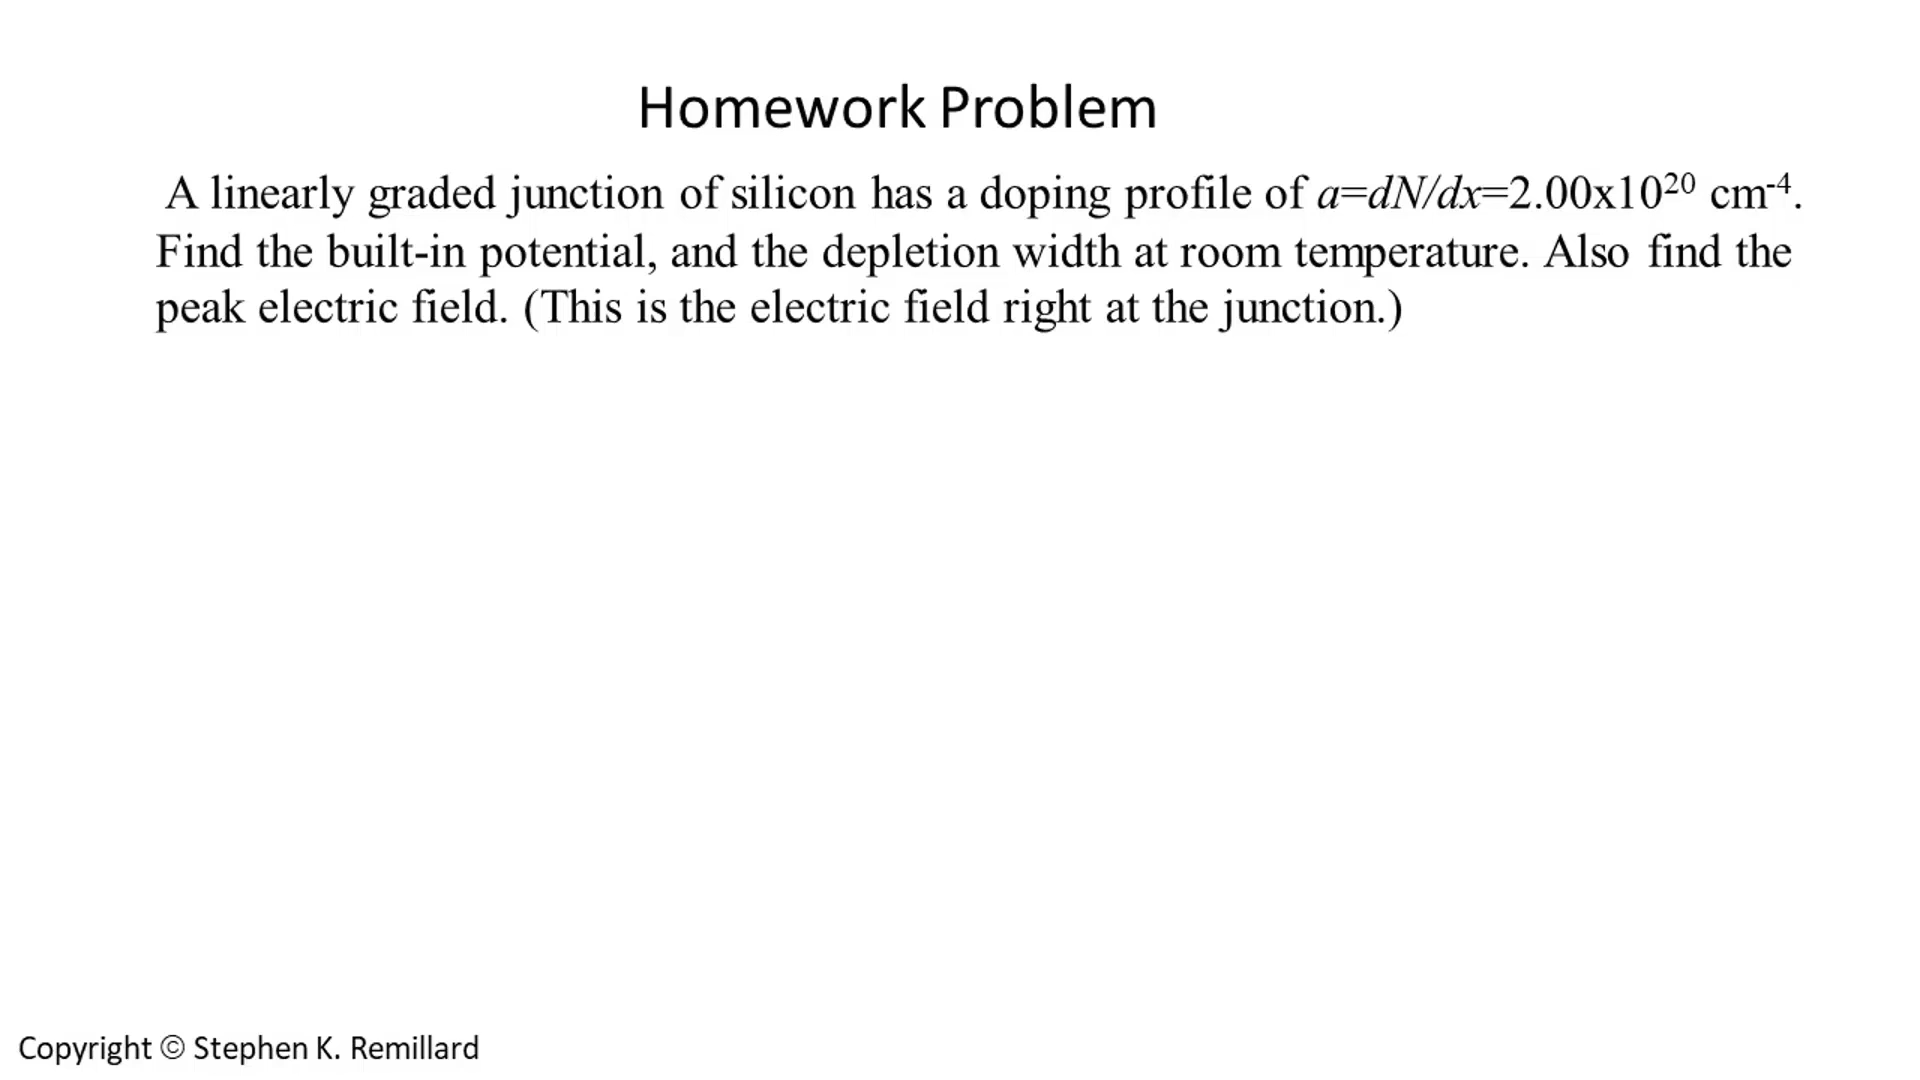 Homework Problem
A linearly graded junction of silicon has a doping profile of a=dN/dx=2.00x10²⁰ cm⁻⁴.
Find the built-in potential, and the depletion width at room temperature. Also find the
peak electric field. (This is the electric field right at the junction.)
Copyright © Stephen K. Remillard